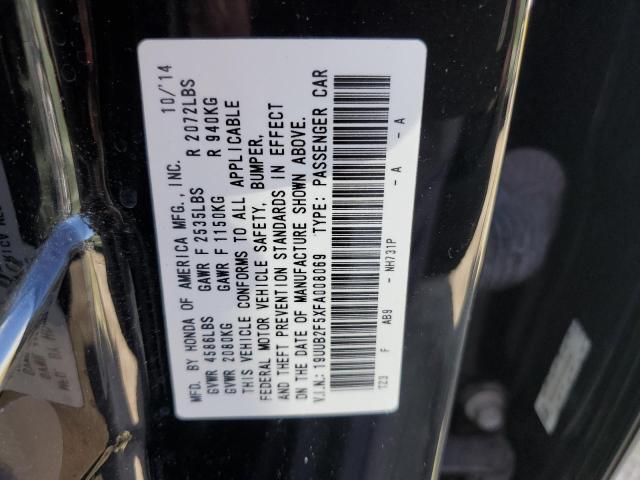 MFD. BY HONDA OF AMERICA MFG., INC. 10/'14
GVWR 4586LBS GAWR F 2535LBS R 2072LBS
GVWR 2080KG GAWR F 1150KG R 940KG
THIS VEHICLE CONFORMS TO ALL APPLICABLE
FEDERAL MOTOR VEHICLE SAFETY, BUMPER,
AND THEFT PREVENTION STANDARDS IN EFFECT
ON THE DATE OF MANUFACTURE SHOWN ABOVE.
V.I.N.: 19UUB2F5XFA008069 TYPE: PASSENGER CAR
TZ3 F AB9 - NH731P - A - A